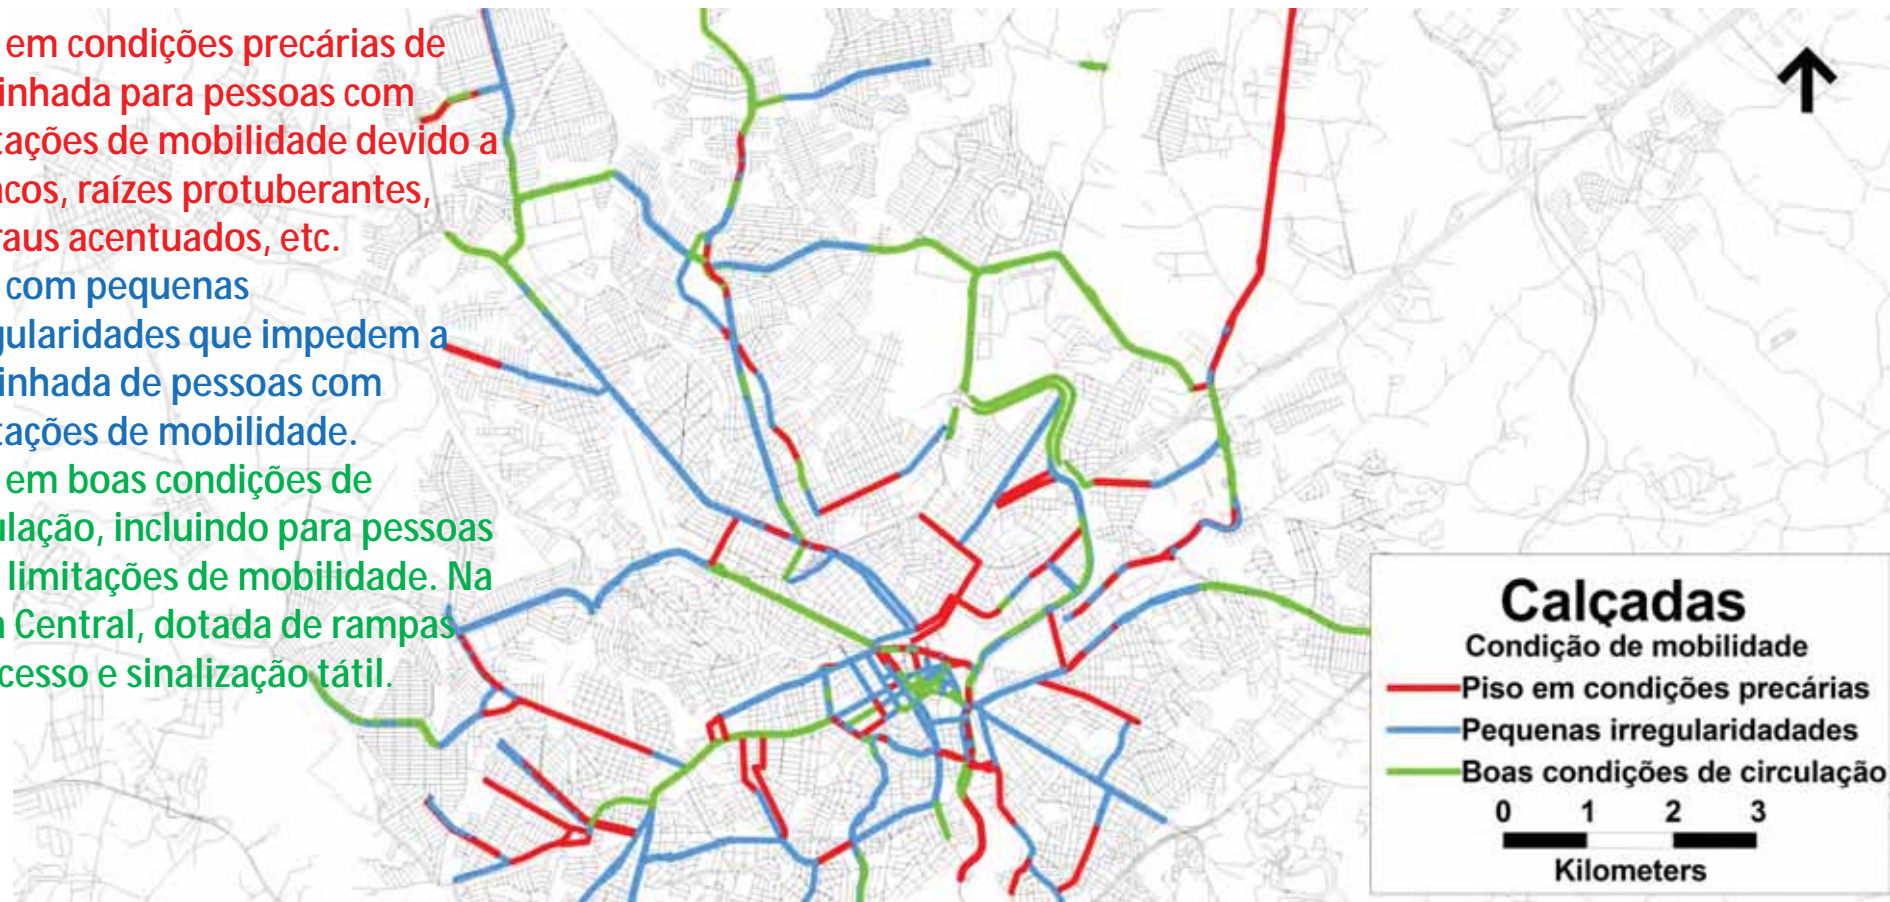 em condições precárias de
inhada para pessoas com
tações de mobilidade devido a
acos, raízes protuberantes,
raus acentuados, etc.
com pequenas
gularidades que impedem a
inhada de pessoas com
tações de mobilidade.
em boas condições de
ulação, incluindo para pessoas
limitações de mobilidade. Na
a Central, dotada de rampas
cesso e sinalização tátil.
Calçadas
Condição de mobilidade
Piso em condições precárias
Pequenas irregularidadades
Boas condições de circulação
0 1 2 3
Kilometers